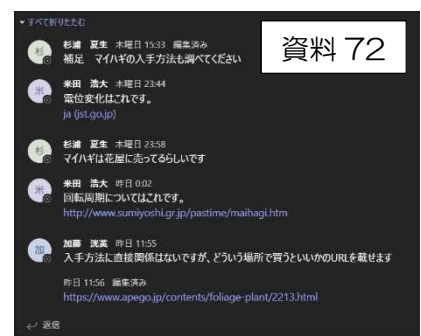 すべて折りたたむ
資料 72
杉
杉浦 夏生 木曜日 15:33 編集済み
補足 マイハギの入手方法も調べてください
米
米田 浩大 木曜日 23:44
電位変化はこれです。
ja (jst.go.jp)
杉
杉浦 夏生 木曜日 23:58
マイハギは花屋に売ってるらしいです
米
米田 浩大 昨日 0:02
回転周期についてはこれです。
http://www.sumiyoshi.gr.jp/pastime/maihagi.htm
加
加藤 滉英 昨日 11:55
入手方法に直接関係はないですが、どういう場所で買うといいかのURLを載せます
昨日 11:56 編集済み
https://www.apego.jp/contents/foliage-plant/2213.html
返信